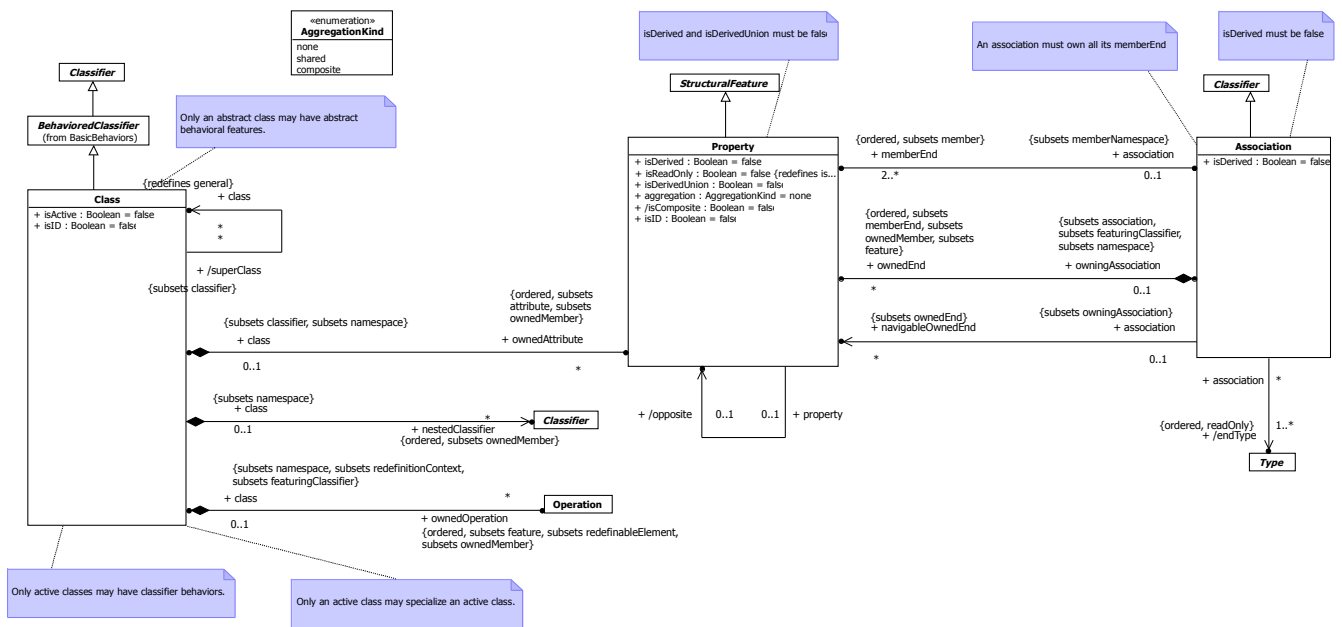 «enumeration»
AggregationKind
none
shared
composite
isDerived and isDerivedUnion must be false
An association must own all its memberEnd
isDerived must be false
Classifier
BehavioredClassifier
(from BasicBehaviors)
Only an abstract class may have abstract
behavioral features.
StructuralFeature
Classifier
{redefines general}
+ class
Class
+ isActive : Boolean = false
+ isID : Boolean = false
*
*
+ /superClass
{subsets classifier}
Property
+ isDerived : Boolean = false
+ isReadOnly : Boolean = false {redefines is...
+ isDerivedUnion : Boolean = false
+ aggregation : AggregationKind = none
+ /isComposite : Boolean = false
+ isID : Boolean = false
{ordered, subsets member}
+ memberEnd
2..*
{subsets memberNamespace}
+ association
0..1
Association
+ isDerived : Boolean = false
{ordered, subsets
memberEnd, subsets
ownedMember, subsets
feature}
+ ownedEnd
*
{subsets association,
subsets featuringClassifier,
subsets namespace}
+ owningAssociation
0..1
{subsets ownedEnd}
+ navigableOwnedEnd
*
{subsets owningAssociation}
+ association
0..1
{subsets classifier, subsets namespace}
+ class
0..1
{ordered, subsets
attribute, subsets
ownedMember}
+ ownedAttribute
*
+ /opposite
0..1
0..1
+ property
+ association
*
{ordered, readOnly}
+ /endType
1..*
Type
{subsets namespace}
+ class
0..1
*
+ nestedClassifier
{ordered, subsets ownedMember}
Classifier
{subsets namespace, subsets redefinitionContext,
subsets featuringClassifier}
+ class
0..1
*
+ ownedOperation
{ordered, subsets feature, subsets redefinableElement,
subsets ownedMember}
Operation
Only active classes may have classifier behaviors.
Only an active class may specialize an active class.